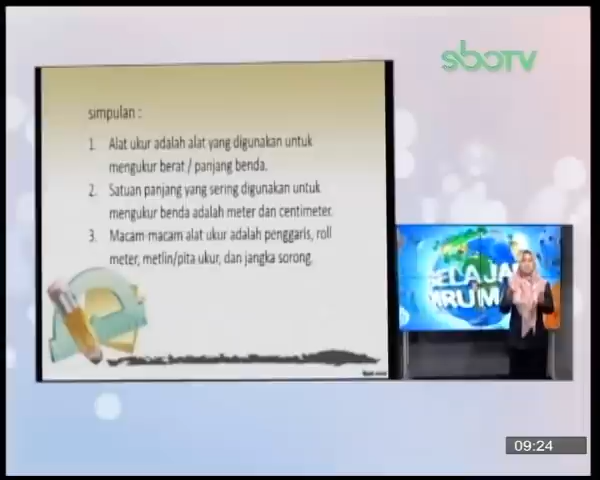 sboTV
simpulan :
1. Alat ukur adalah alat yang digunakan untuk
mengukur berat / panjang benda.
2. Satuan panjang yang sering digunakan untuk
mengukur benda adalah meter dan centimeter.
3. Macam-macam alat ukur adalah penggaris, roll
meter, metlin/pita ukur, dan jangka sorong.
09:24